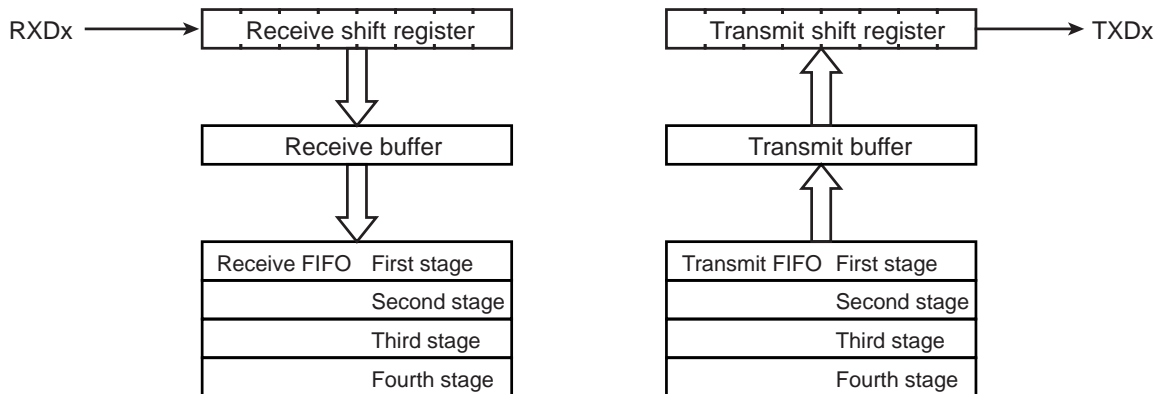 RXDx
Receive shift register
Receive buffer
Receive FIFO First stage
Second stage
Third stage
Fourth stage
Transmit shift register
TXDx
Transmit buffer
Transmit FIFO First stage
Second stage
Third stage
Fourth stage